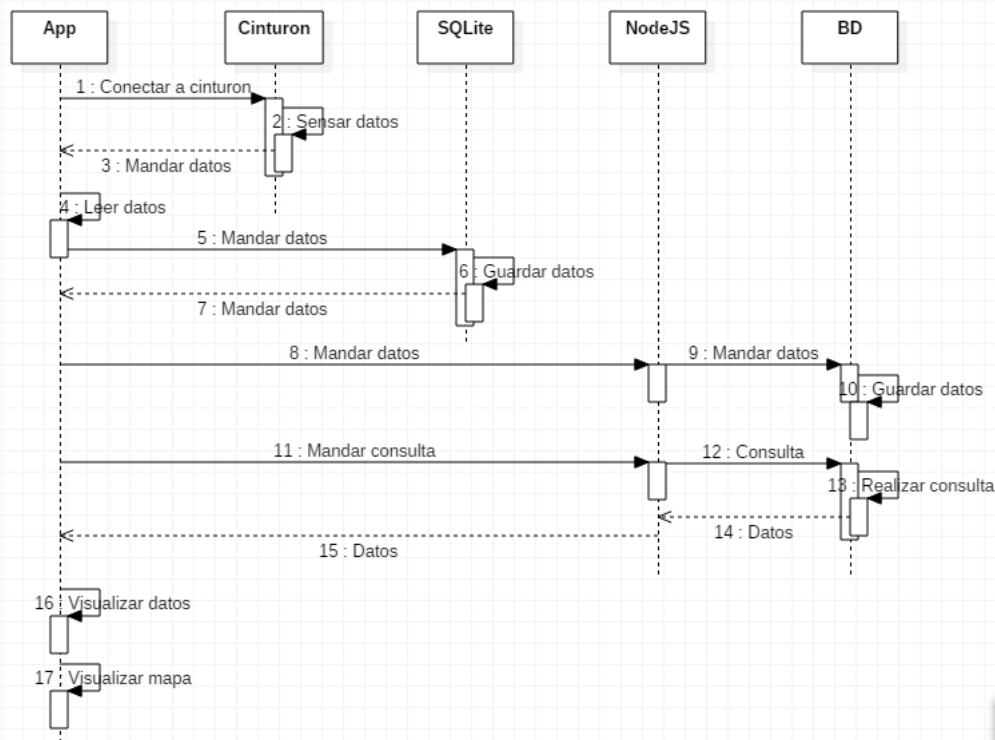 App
Cinturon
SQLite
NodeJS
BD
1 : Conectar a cinturon
2 : Sensar datos
3 : Mandar datos
4 : Leer datos
5 : Mandar datos
6 : Guardar datos
7 : Mandar datos
8 : Mandar datos
9 : Mandar datos
10 : Guardar datos
11 : Mandar consulta
12 : Consulta
13 : Realizar consulta
14 : Datos
15 : Datos
16 : Visualizar datos
17 : Visualizar mapa